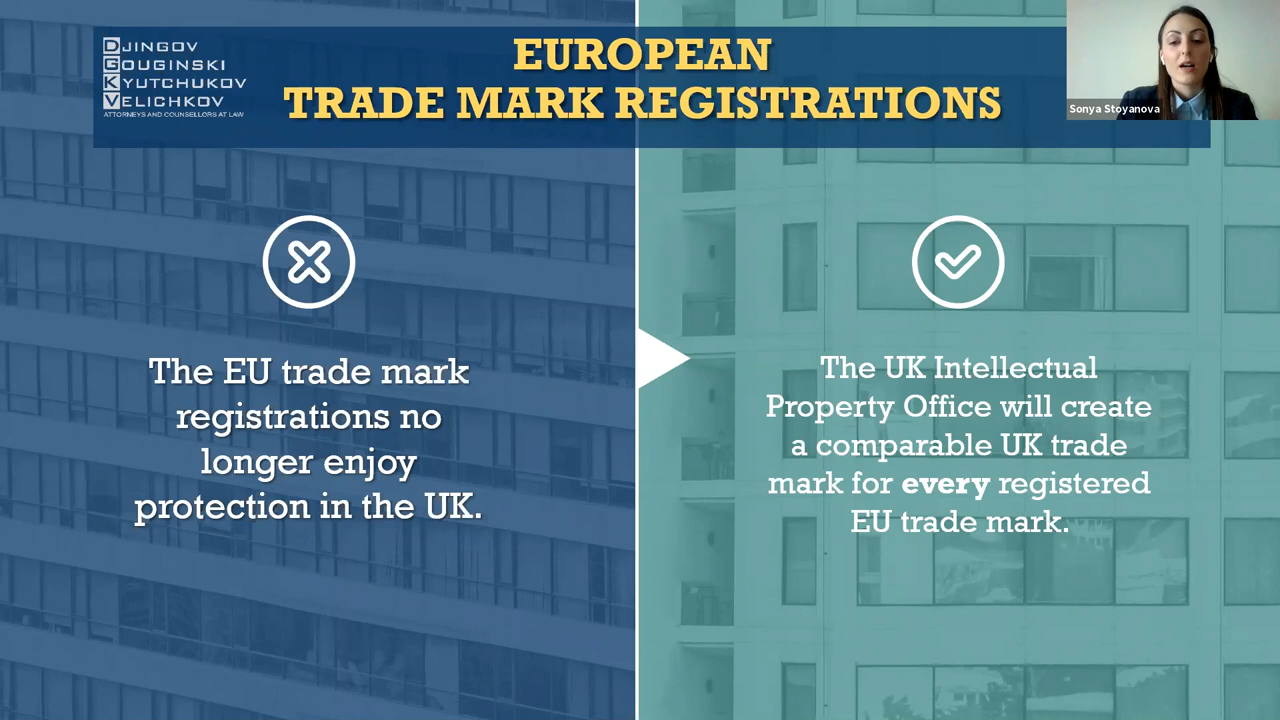 DJINGOV
GOUGINSKI
KYUTCHUKOV
VELICHKOV
ATTORNEYS AND COUNSELLORS AT LAW
EUROPEAN
TRADE MARK REGISTRATIONS
Sonya Stoyanova
The EU trade mark
registrations no
longer enjoy
protection in the UK.
The UK Intellectual
Property Office will create
a comparable UK trade
mark for every registered
EU trade mark.